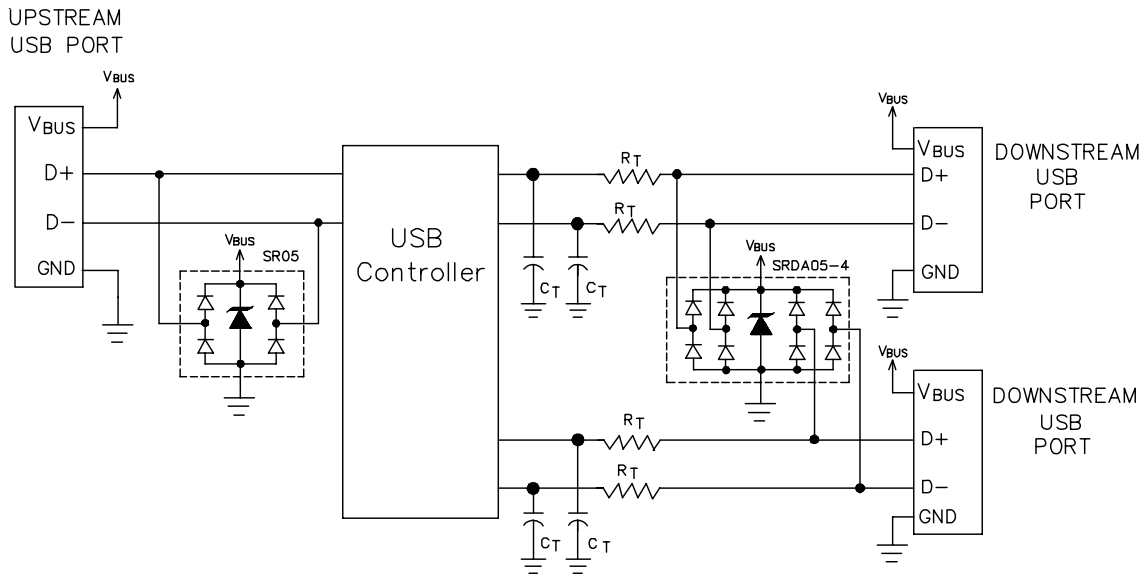 UPSTREAM
USB PORT
VBUS
VBUS
D+
D−
GND
VBUS
SR05
USB
Controller
RT
RT
CT
CT
VBUS
SRDA05-4
VBUS
VBUS
D+
D−
GND
DOWNSTREAM
USB
PORT
RT
RT
CT
CT
VBUS
VBUS
D+
D−
GND
DOWNSTREAM
USB
PORT